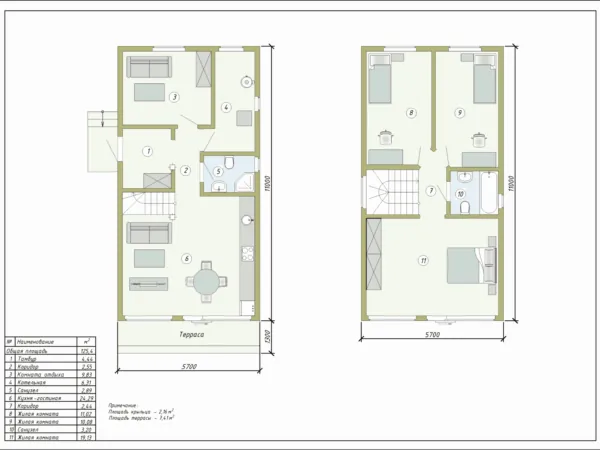 3
4
1
2
5
6
11000
Терраса
1300
5700
8
9
7
10
11
11000
5700
№ Наименование м²
Общая площадь 125,4
1 Тамбур 4,44
2 Коридор 2,55
3 Комната отдыха 9,83
4 Котельная 6,31
5 Санузел 2,89
6 Кухня-гостиная 24,29
7 Коридор 2,44
8 Жилая комната 11,02
9 Жилая комната 10,08
10 Санузел 3,20
11 Жилая комната 19,13
Примечание:
Площадь крыльца - 2,16 м²
Площадь террасы - 7,41 м²